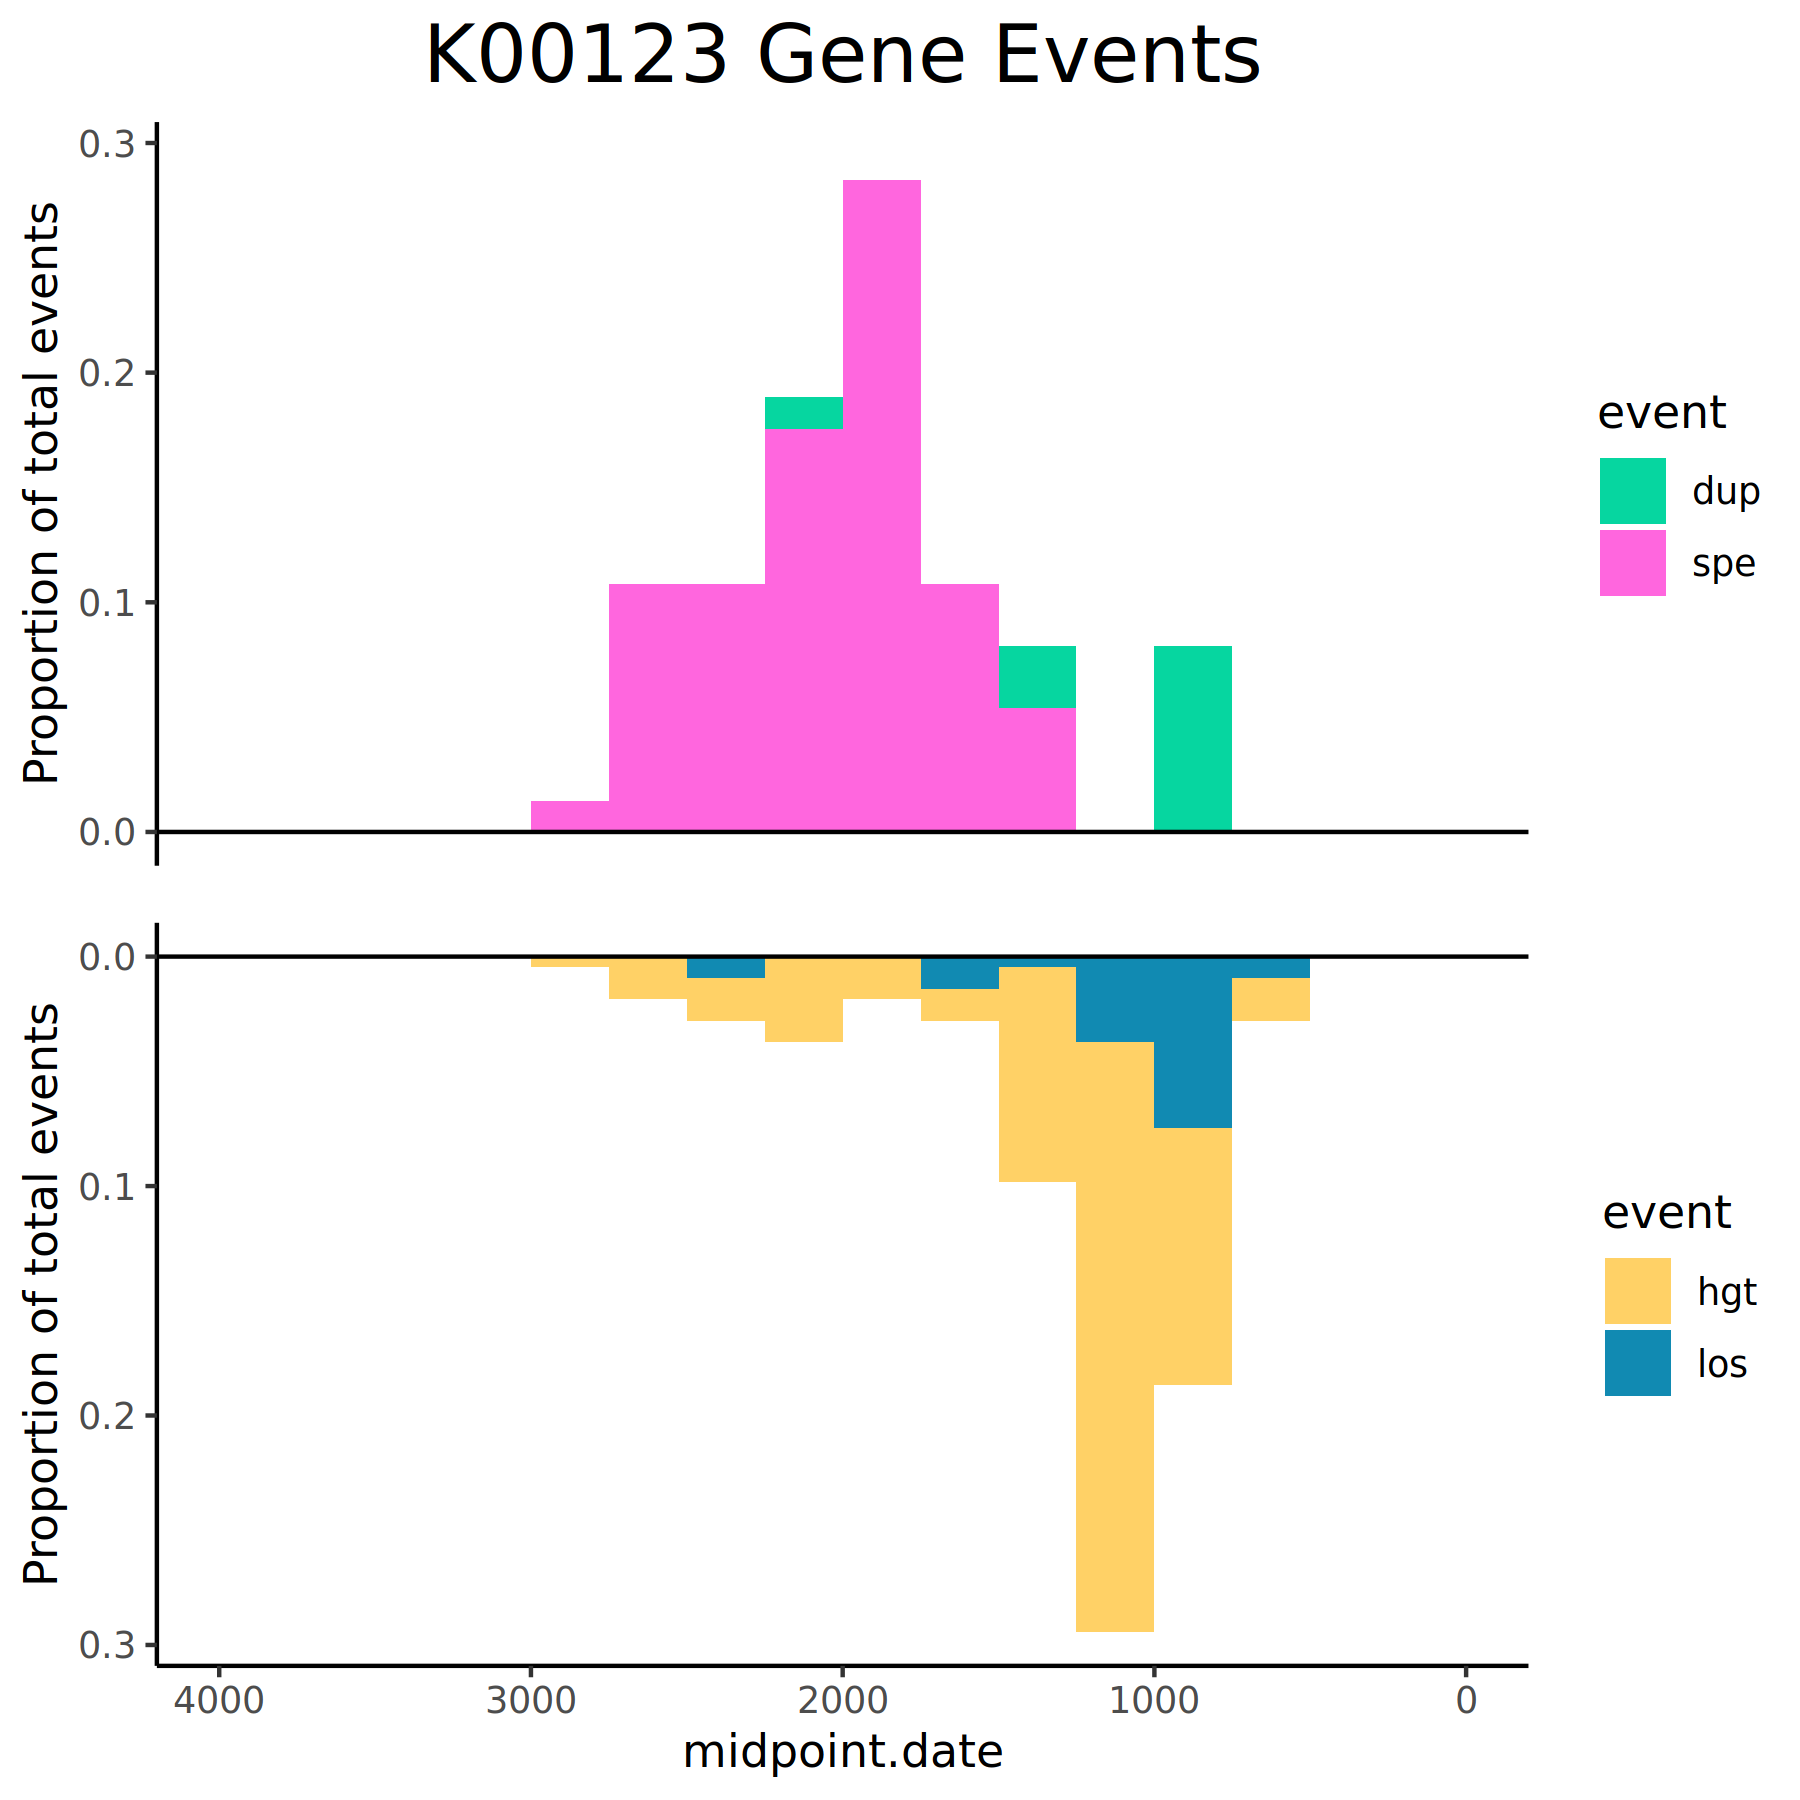 K00123 Gene Events
Proportion of total events
0.3
0.2
0.1
0.0
event
dup
spe
Proportion of total events
0.0
0.1
0.2
0.3
event
hgt
los
4000 3000 2000 1000 0
midpoint.date